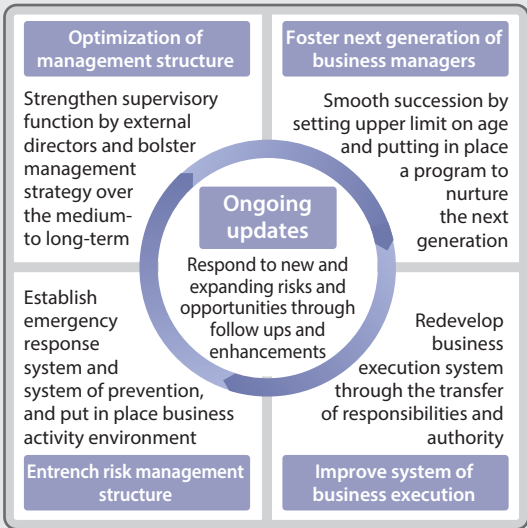 Optimization of
management structure
Strengthen supervisory
function by external
directors and bolster
management
strategy over
the medium-
to long-term
Foster next generation of
business managers
Smooth succession by
setting upper limit on age
and putting in place
a program to
nurture
the next
generation
Ongoing
updates
Respond to new and
expanding risks and
opportunities through
follow ups and
enhancements
Establish
emergency
response
system and
system of prevention,
and put in place business
activity environment
Entrench risk management
structure
Redevelop
business
execution system
through the transfer
of responsibilities and
authority
Improve system of
business execution